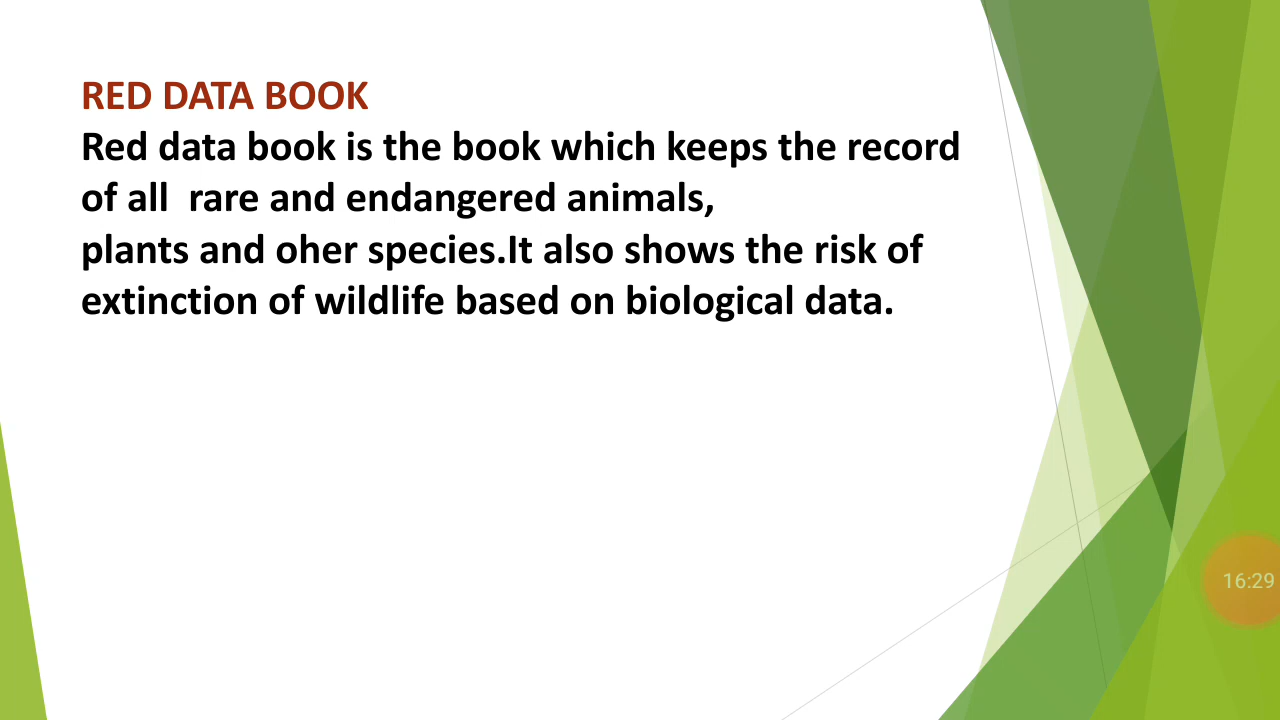 RED DATA BOOK
Red data book is the book which keeps the record
of all  rare and endangered animals,
plants and oher species.It also shows the risk of
extinction of wildlife based on biological data.
16:29